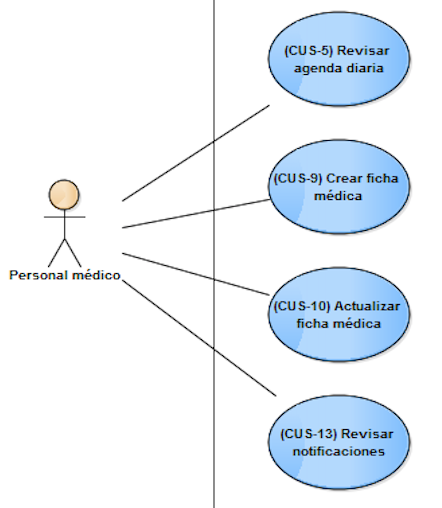 (CUS-5) Revisar
agenda diaria
(CUS-9) Crear ficha
médica
Personal médico
(CUS-10) Actualizar
ficha médica
(CUS-13) Revisar
notificaciones